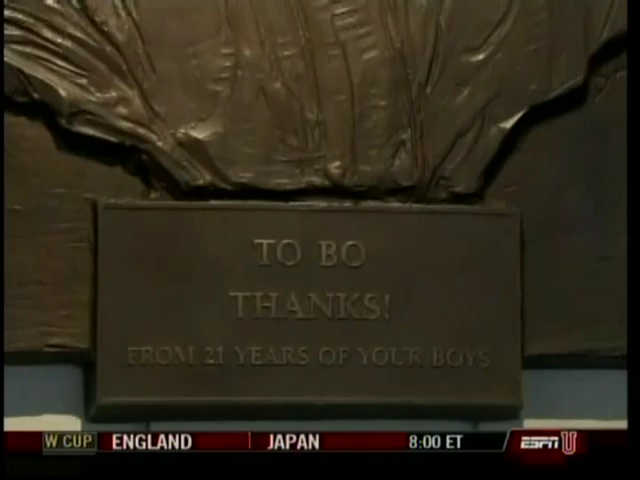 TO BO
THANKS!
FROM 21 YEARS OF YOUR BOYS
W CUP ENGLAND JAPAN 8:00 ET ESPN U